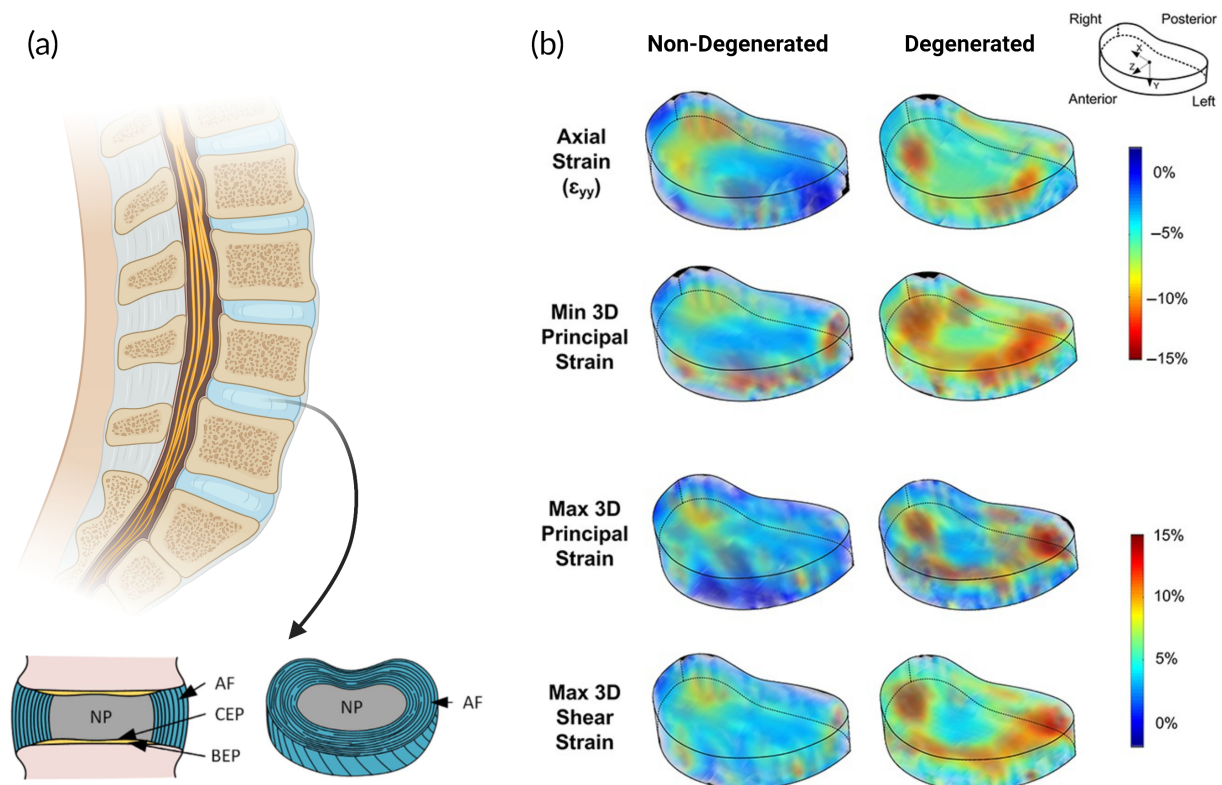 (a)
AF
NP
CEP
BEP
NP
AF
(b)
Non-Degenerated
Degenerated
Right
Posterior
X
Z
Y
Anterior
Left
Axial
Strain
(εyy)
0%
–5%
–10%
–15%
Min 3D
Principal
Strain
Max 3D
Principal
Strain
15%
10%
5%
0%
Max 3D
Shear
Strain